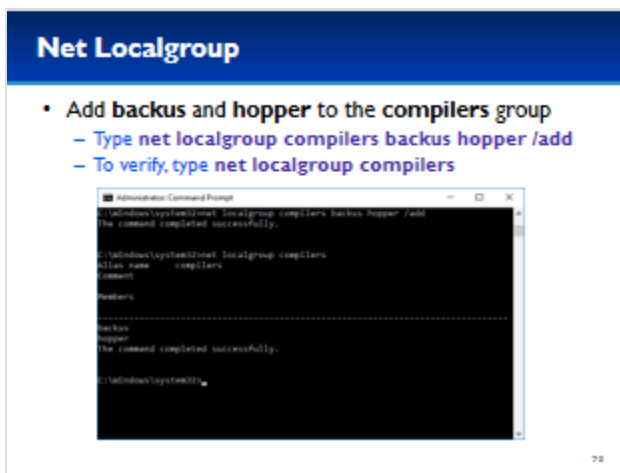 Net Localgroup
• Add backus and hopper to the compilers group
– Type net localgroup compilers backus hopper /add
– To verify, type net localgroup compilers
Administrator: Command Prompt
C:\Windows\system32>net localgroup compilers backus hopper /add
The command completed successfully.
C:\Windows\system32>net localgroup compilers
Alias name compilers
Comment
Members
-------------------------------------------------------------------------------
backus
hopper
The command completed successfully.
C:\Windows\system32>